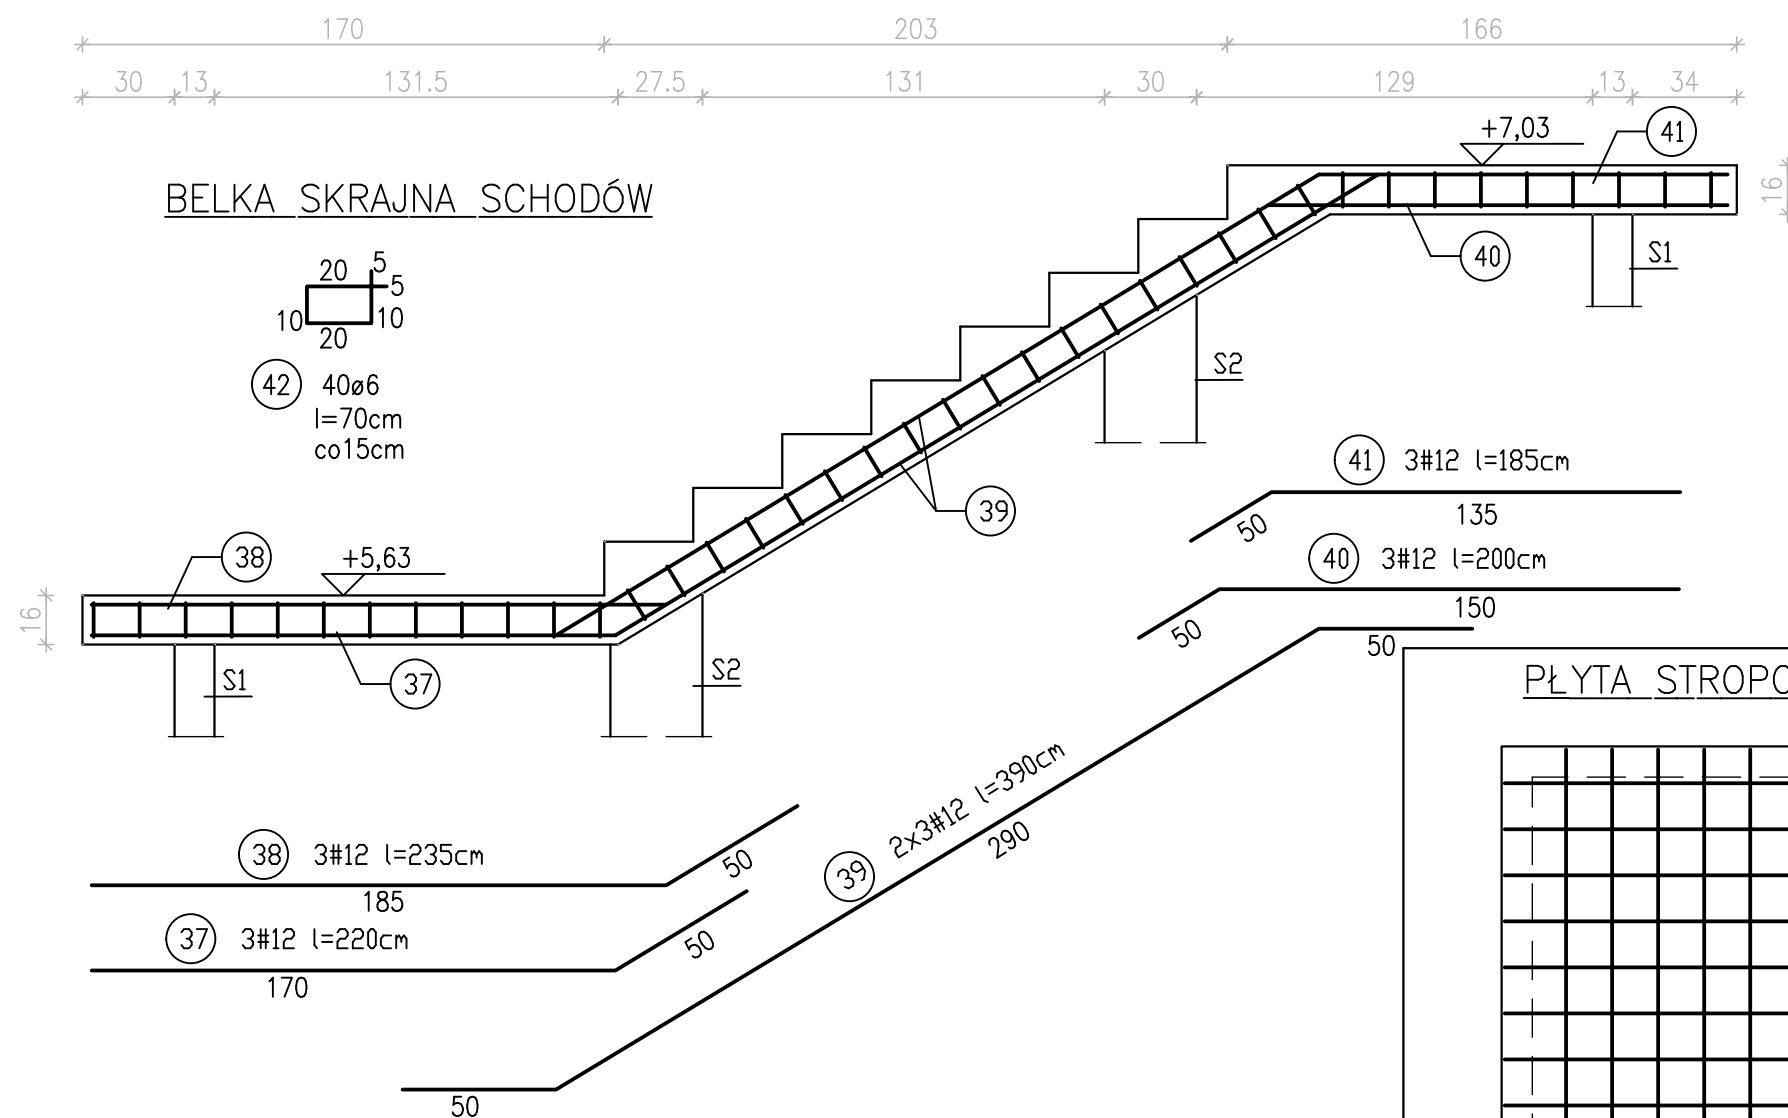 170 203 166
30 13 131.5 27.5 131 30 129 13 34
+7,03 41
16
BELKA SKRAJNA SCHODÓW
20 5
5
10 10
20
42 40ø6
l=70cm
co15cm
40
S1
S2
39
41 3#12 l=185cm
50 135
40 3#12 l=200cm
50 150
50
38 +5,63
16
S1 37 S2
PŁYTA STROPO
2x3#12 l=390cm
39 290
38 3#12 l=235cm
185 50
37 3#12 l=220cm
170 50
50